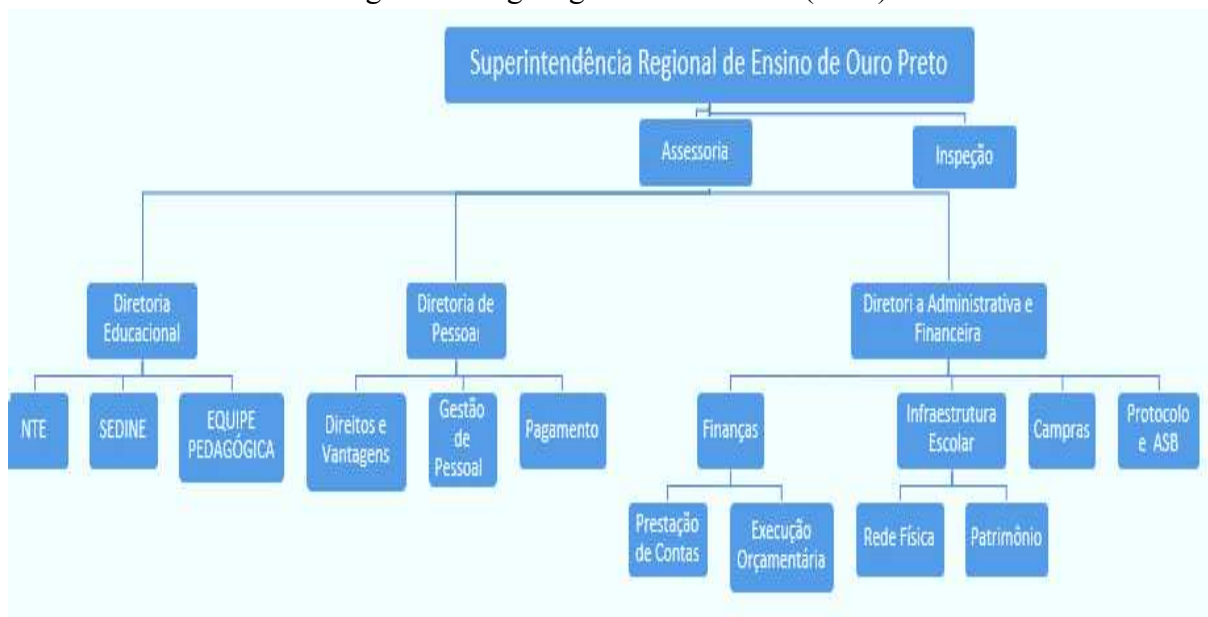 Superintendência Regional de Ensino de Ouro Preto
Assessoria
Inspeção
Diretoria
Educacional
Diretoria de
Pessoal
Diretori a Administrativa e
Financeira
NTE
SEDINE
EQUIPE
PEDAGÓGICA
Direitos e
Vantagens
Gestão
de
Pessoal
Pagamento
Finanças
Infraestrutura
Escolar
Campras
Protocolo
e ASB
Prestação
de Contas
Execução
Orçamentária
Rede Física
Patrimônio